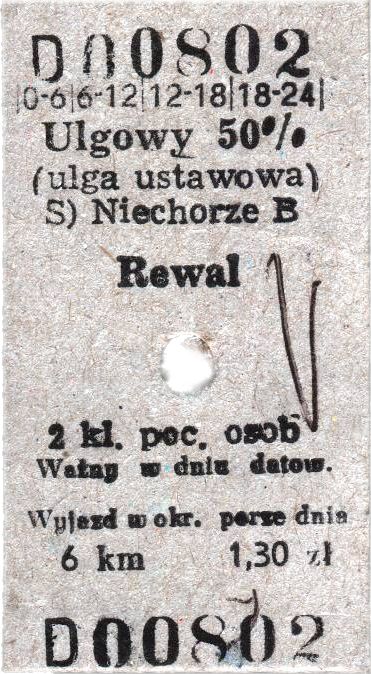 D 00802
|0-6|6-12|12-18|18-24|
Ulgowy 50%
(ulga ustawowa)
S) Niechorze B
Rewal
2 kl. poc. osob
Ważny w dniu datow.
Wyjazd w okr. porze dnia
6 km 1,30 zł
D00802